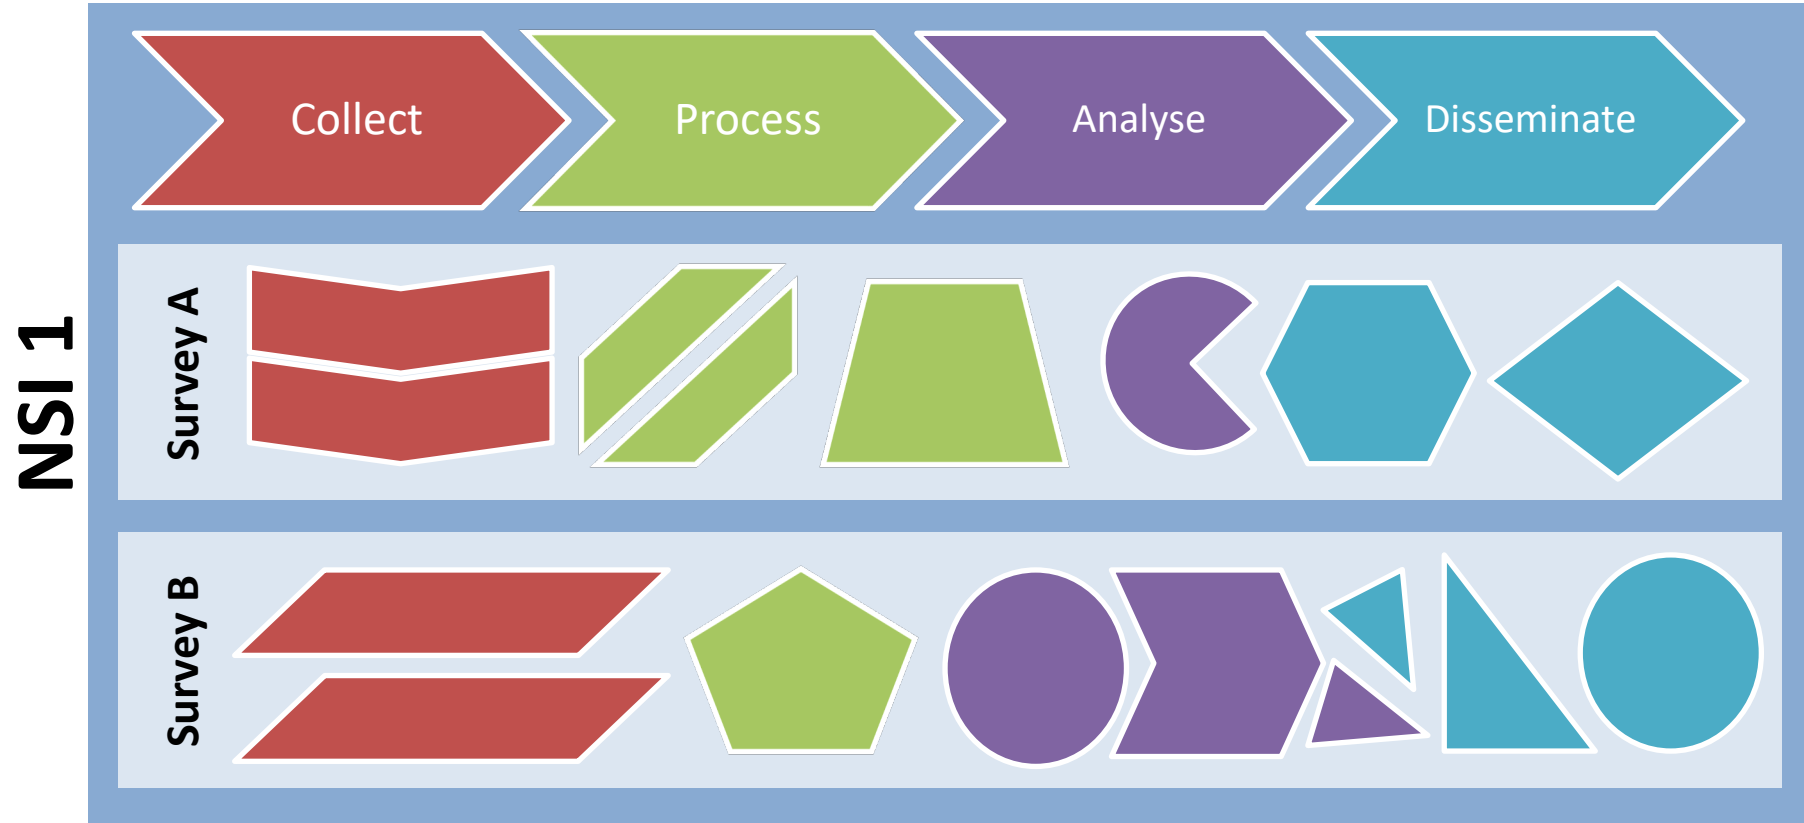 NSI 1
Collect
Process
Analyse
Disseminate
Survey A
Survey B